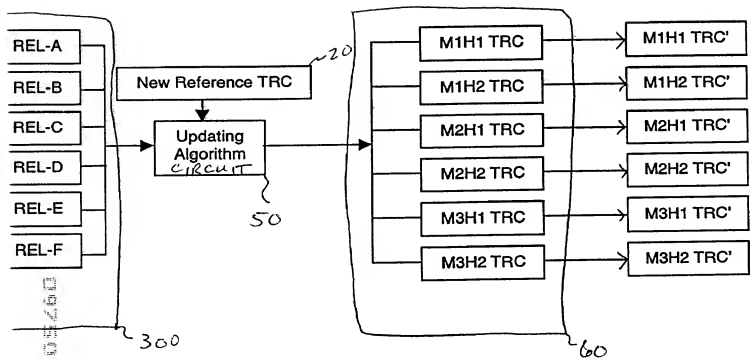 REL-A
REL-B
REL-C
REL-D
REL-E
REL-F
300
New Reference TRC
20
Updating
Algorithm
CIRCUIT
50
M1H1 TRC
M1H2 TRC
M2H1 TRC
M2H2 TRC
M3H1 TRC
M3H2 TRC
60
M1H1 TRC'
M1H2 TRC'
M2H1 TRC'
M2H2 TRC'
M3H1 TRC'
M3H2 TRC'